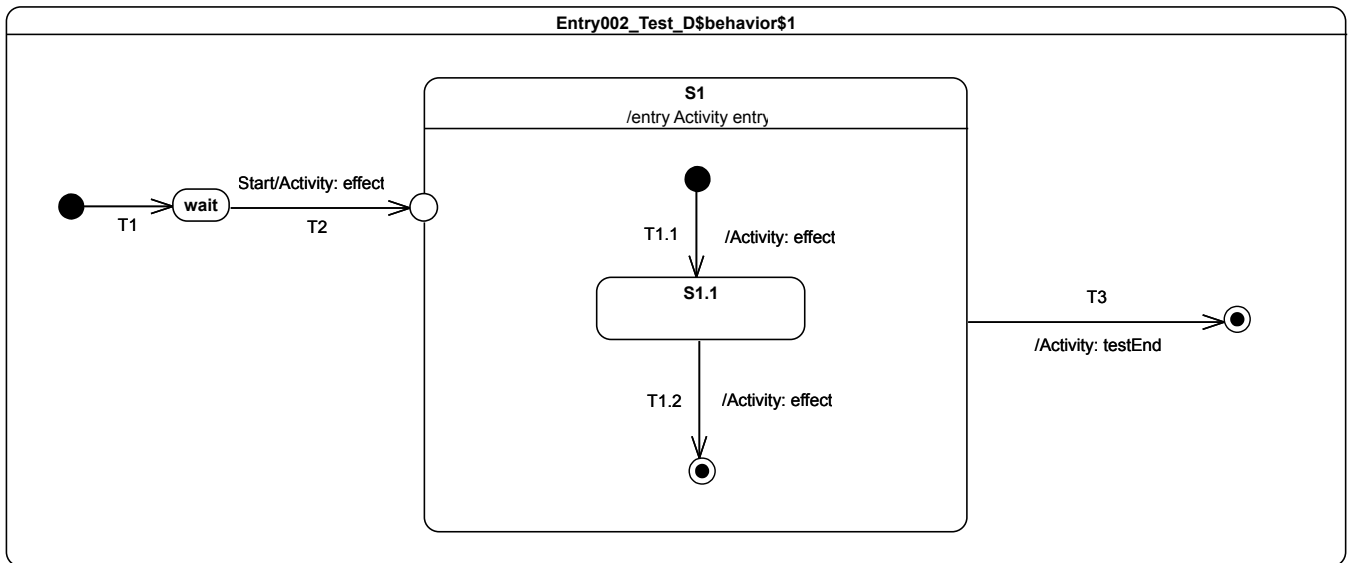 Entry002_Test_D$behavior$1
S1
/entry Activity entry
Start/Activity: effect
wait
T1
T2
T1.1
/Activity: effect
S1.1
T3
/Activity: testEnd
T1.2
/Activity: effect